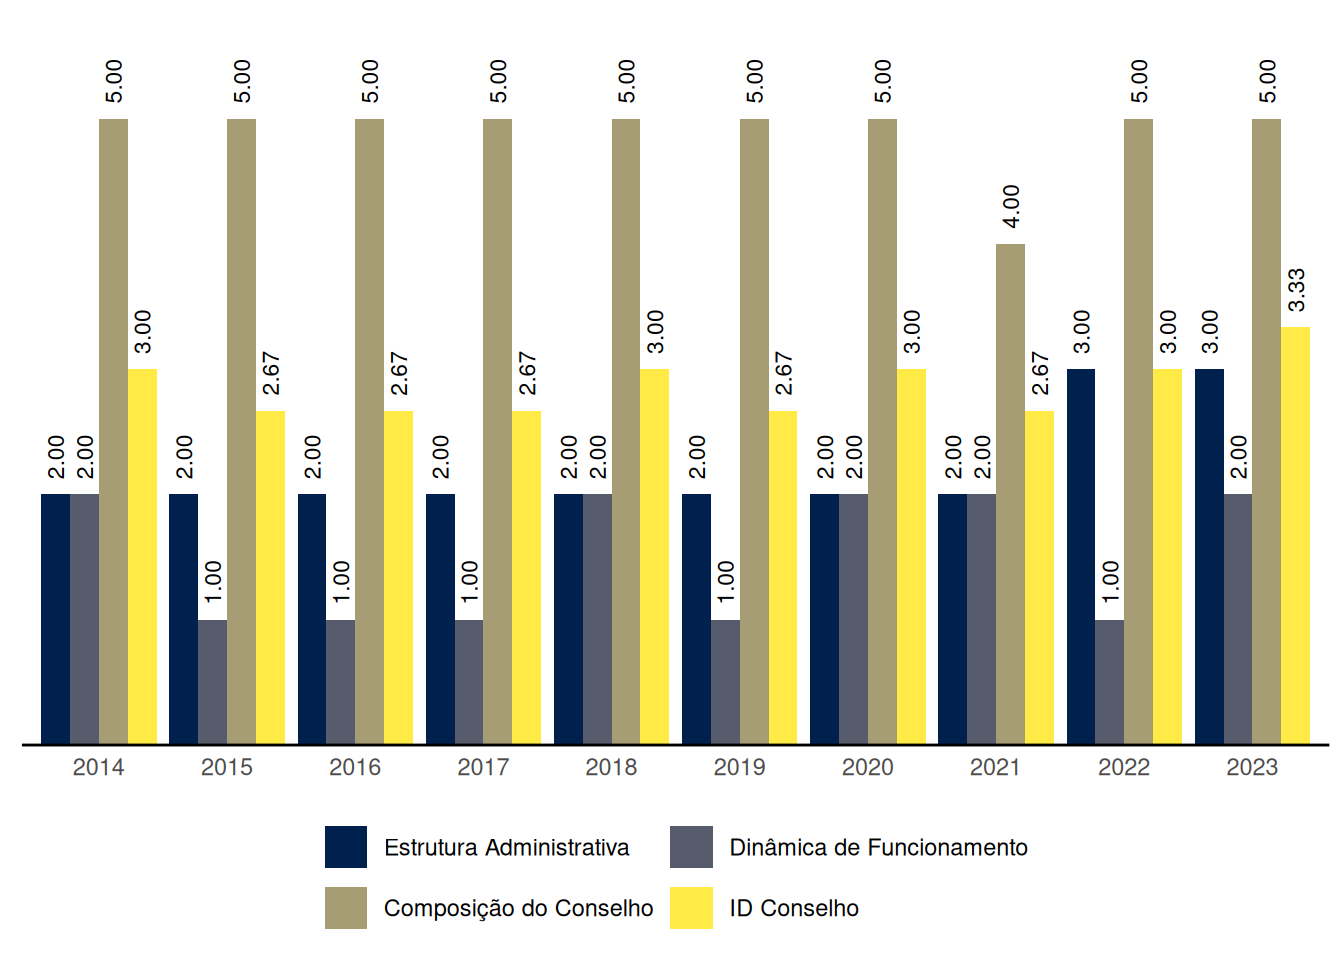 2.00 2.00 5.00 3.00
2.00 1.00 5.00 2.67
2.00 1.00 5.00 2.67
2.00 1.00 5.00 2.67
2.00 2.00 5.00 3.00
2.00 1.00 5.00 2.67
2.00 2.00 5.00 3.00
2.00 2.00 4.00 2.67
3.00 1.00 5.00 3.00
3.00 2.00 5.00 3.33
2014 2015 2016 2017 2018 2019 2020 2021 2022 2023
Estrutura Administrativa Dinâmica de Funcionamento
Composição do Conselho ID Conselho